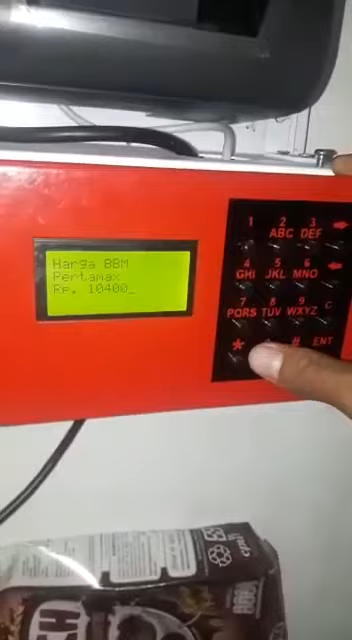 Harga BBM
Pertamax
Rp. 10400_
1 2 3
ABC DEF
4 5 6
GHI JKL MNO
7 8 9 C
PQRS TUV WXYZ
* # ENT